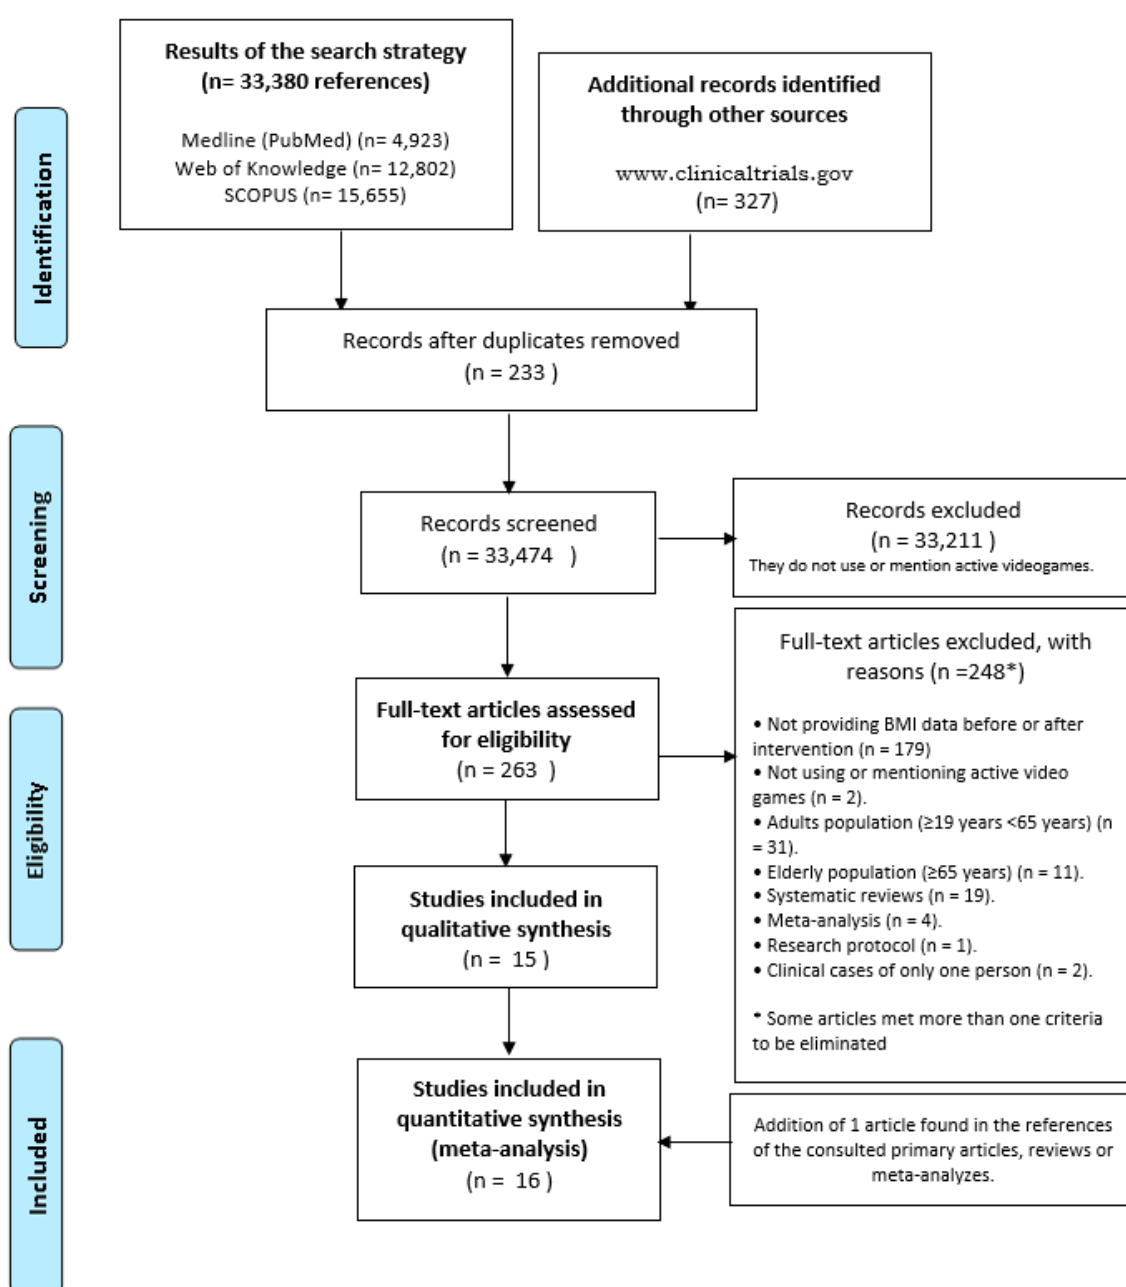 Results of the search strategy
(n= 33,380 references)
Medline (PubMed) (n= 4,923)
Web of Knowledge (n= 12,802)
SCOPUS (n= 15,655)
Additional records identified
through other sources
www.clinicaltrials.gov
(n= 327)
Identification
Records after duplicates removed
(n = 233 )
Screening
Records screened
(n = 33,474 )
Records excluded
(n = 33,211 )
They do not use or mention active videogames.
Eligibility
Full-text articles assessed
for eligibility
(n = 263 )
Full-text articles excluded, with
reasons (n =248*)
• Not providing BMI data before or after
intervention (n = 179)
• Not using or mentioning active video
games (n = 2).
• Adults population (≥19 years <65 years) (n
= 31).
• Elderly population (≥65 years) (n = 11).
• Systematic reviews (n = 19).
• Meta-analysis (n = 4).
• Research protocol (n = 1).
• Clinical cases of only one person (n = 2).
* Some articles met more than one criteria
to be eliminated
Studies included in
qualitative synthesis
(n = 15 )
Included
Studies included in
quantitative synthesis
(meta-analysis)
(n = 16 )
Addition of 1 article found in the references
of the consulted primary articles, reviews or
meta-analyzes.